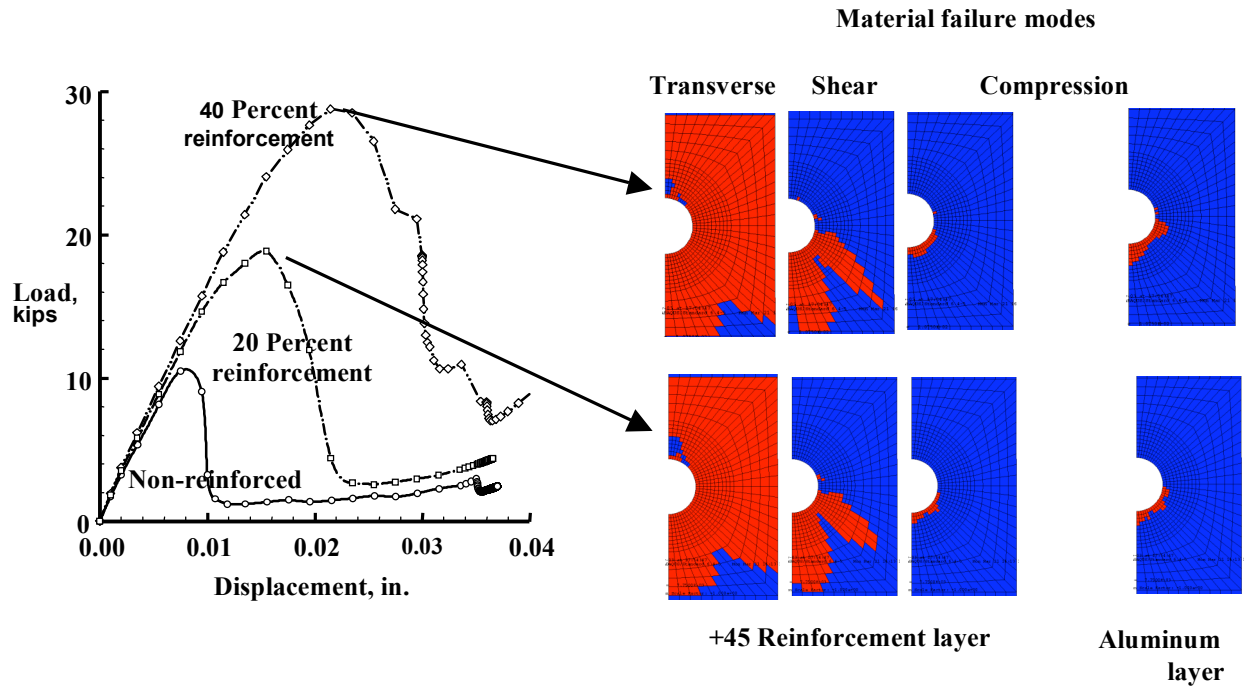 Material failure modes
Transverse
Shear
Compression
30
40 Percent
reinforcement
20
Load,
kips
20 Percent
reinforcement
10
Non-reinforced
0
0.00
0.01
0.02
0.03
0.04
Displacement, in.
+45 Reinforcement layer
Aluminum
layer